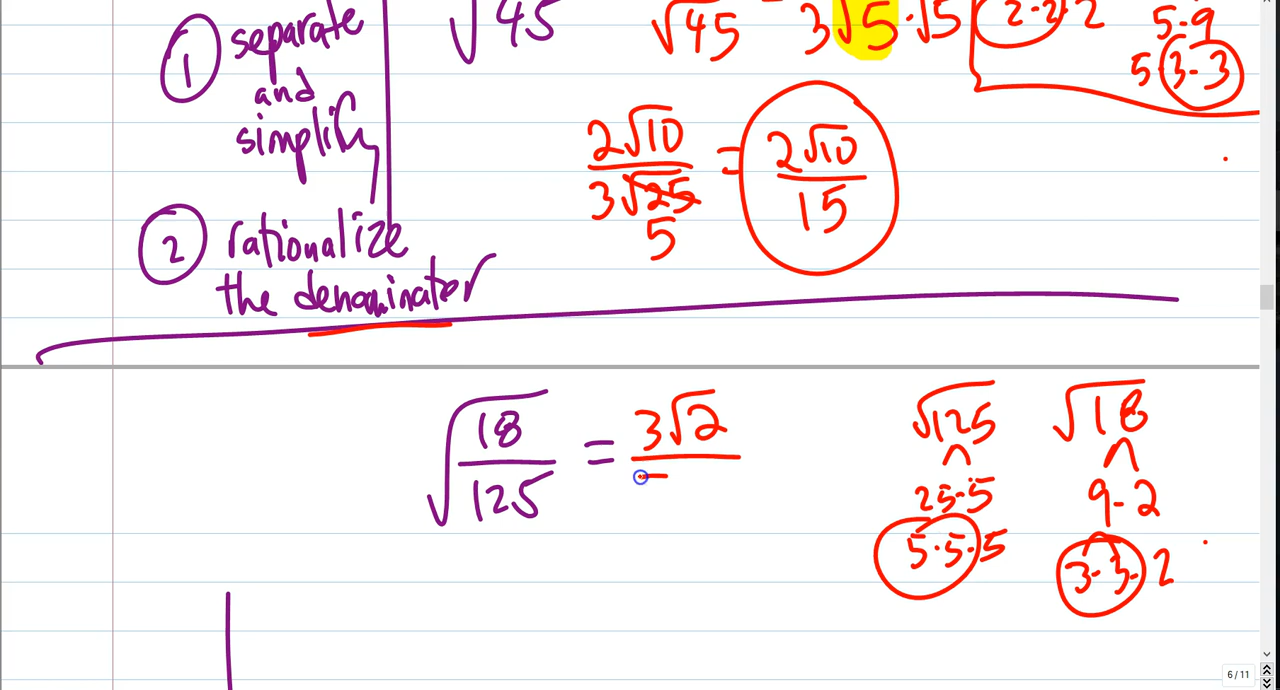 ① separate and simplify
√45
√45 3√5·√5
2·2·2
5·9
5·3·3
2√10 / 3√25 = 2√10 / 15
5
② rationalize the denominator
√(18/125) = 3√2
√125 √18
25·5 9·2
5·5·5 3·3·2
6 / 11